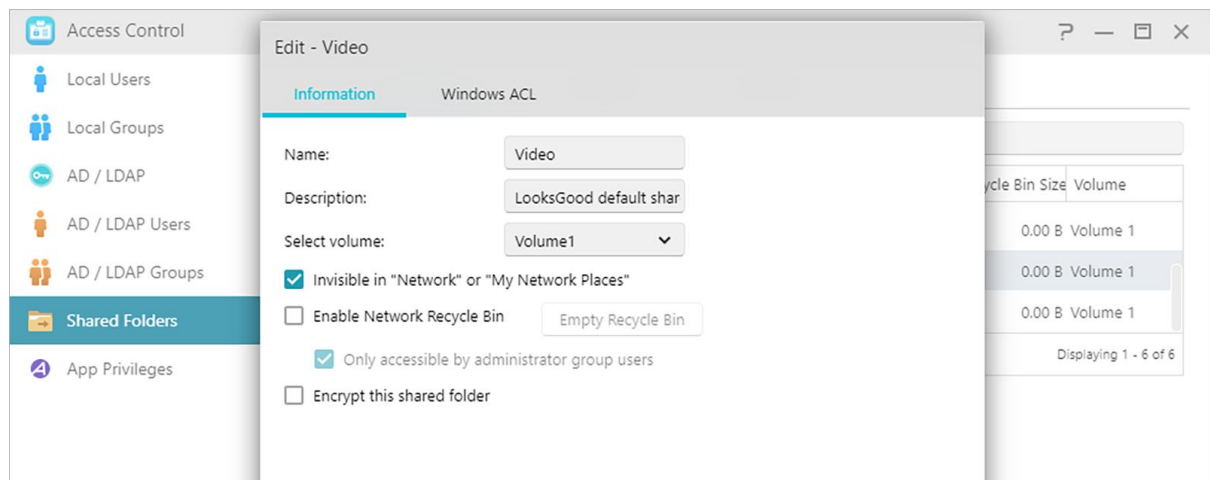 Access Control
Local Users
Local Groups
AD / LDAP
AD / LDAP Users
AD / LDAP Groups
Shared Folders
App Privileges
Edit - Video
Information Windows ACL
Name: Video
Description: LooksGood default shar
Select volume: Volume1
Invisible in "Network" or "My Network Places"
Enable Network Recycle Bin Empty Recycle Bin
Only accessible by administrator group users
Encrypt this shared folder
ycle Bin Size Volume
0.00 B Volume 1
0.00 B Volume 1
0.00 B Volume 1
Displaying 1 - 6 of 6